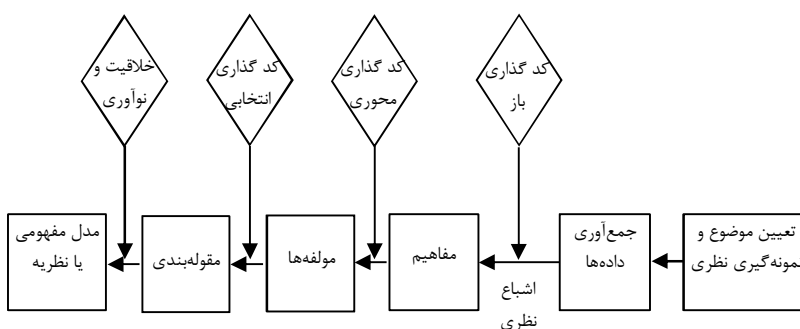 کد گذاری
باز
کد گذاری
محوری
کد گذاری
انتخابی
خلاقیت و
نوآوری
تعیین موضوع و
نمونه‌گیری نظری
جمع‌آوری
داده‌ها
اشباع
نظری
مفاهیم
مولفه‌ها
مقوله‌بندی
مدل مفهومی
یا نظریه